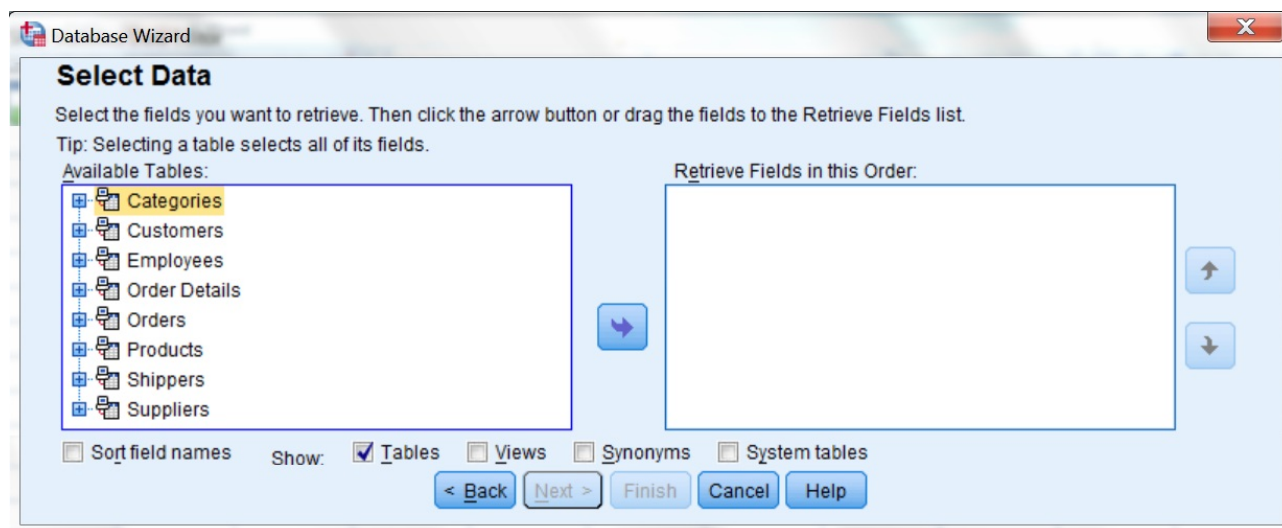 Database Wizard
Select Data
Select the fields you want to retrieve. Then click the arrow button or drag the fields to the Retrieve Fields list.
Tip: Selecting a table selects all of its fields.
Available Tables:
Retrieve Fields in this Order:
Categories
Customers
Employees
Order Details
Orders
Products
Shippers
Suppliers
Sort field names Show: Tables Views Synonyms System tables
< Back Next > Finish Cancel Help